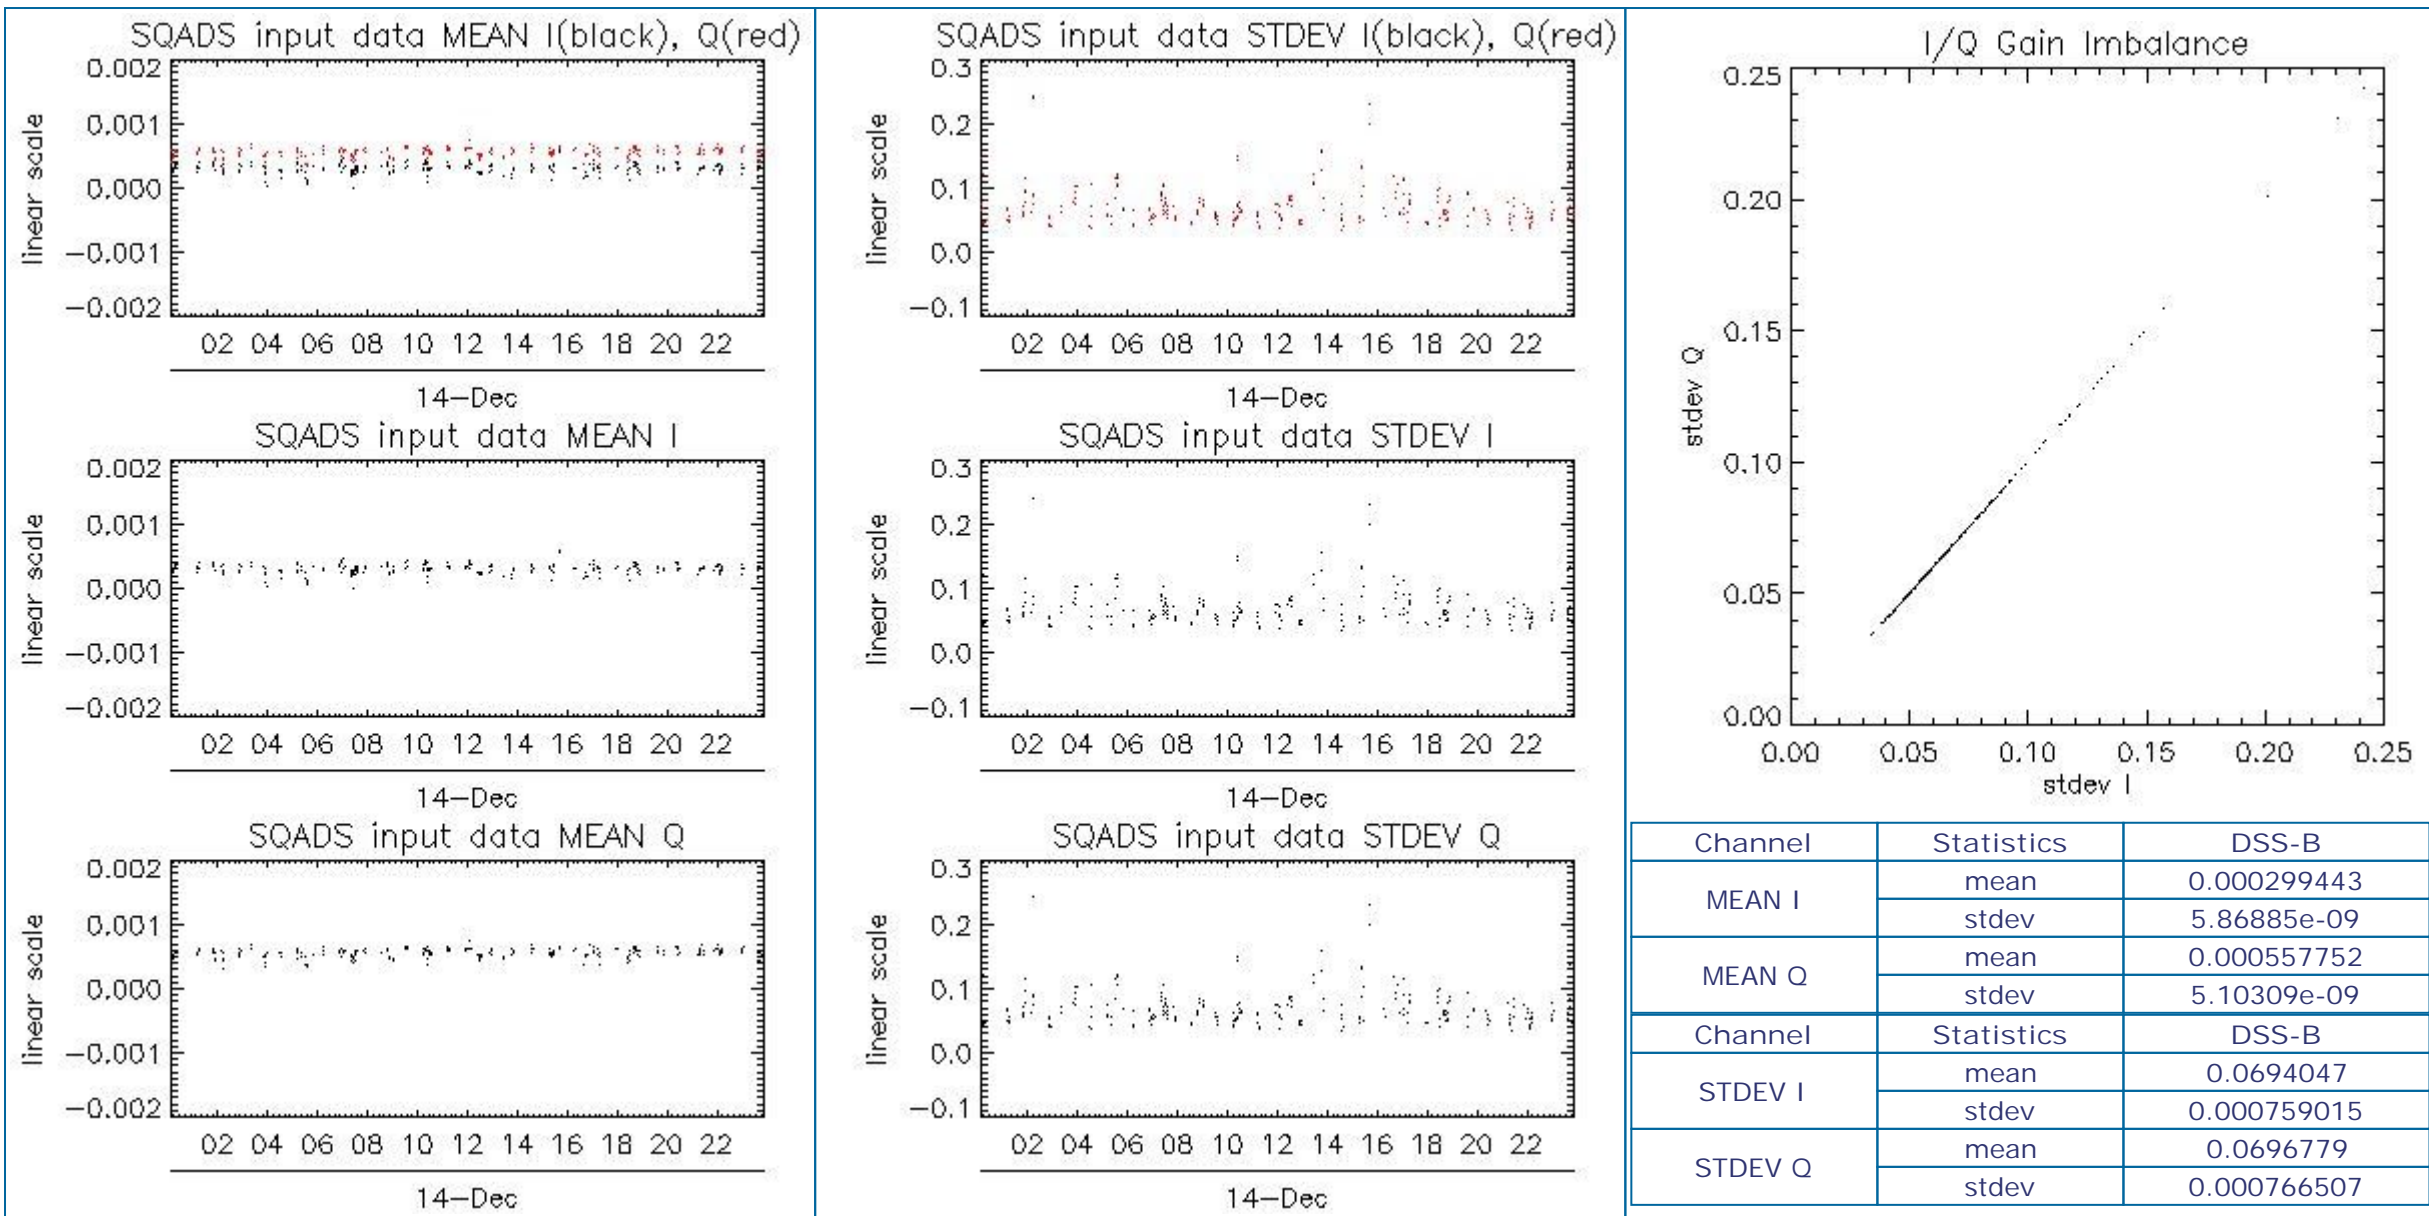 SQADS input data MEAN I(black), Q(red)
linear scale
0.002
0.001
0.000
−0.001
−0.002
02 04 06 08 10 12 14 16 18 20 22
14−Dec
SQADS input data MEAN I
linear scale
0.002
0.001
0.000
−0.001
−0.002
02 04 06 08 10 12 14 16 18 20 22
14−Dec
SQADS input data MEAN Q
linear scale
0.002
0.001
0.000
−0.001
−0.002
02 04 06 08 10 12 14 16 18 20 22
14−Dec
SQADS input data STDEV I(black), Q(red)
linear scale
0.3
0.2
0.1
0.0
−0.1
02 04 06 08 10 12 14 16 18 20 22
14−Dec
SQADS input data STDEV I
linear scale
0.3
0.2
0.1
0.0
−0.1
02 04 06 08 10 12 14 16 18 20 22
14−Dec
SQADS input data STDEV Q
linear scale
0.3
0.2
0.1
0.0
−0.1
02 04 06 08 10 12 14 16 18 20 22
14−Dec
I/Q Gain Imbalance
stdev Q
0.25
0.20
0.15
0.10
0.05
0.00
0.00 0.05 0.10 0.15 0.20 0.25
stdev I
Channel Statistics DSS-B
MEAN I
mean 0.000299443
stdev 5.86885e-09
MEAN Q
mean 0.000557752
stdev 5.10309e-09
Channel Statistics DSS-B
STDEV I
mean 0.0694047
stdev 0.000759015
STDEV Q
mean 0.0696779
stdev 0.000766507